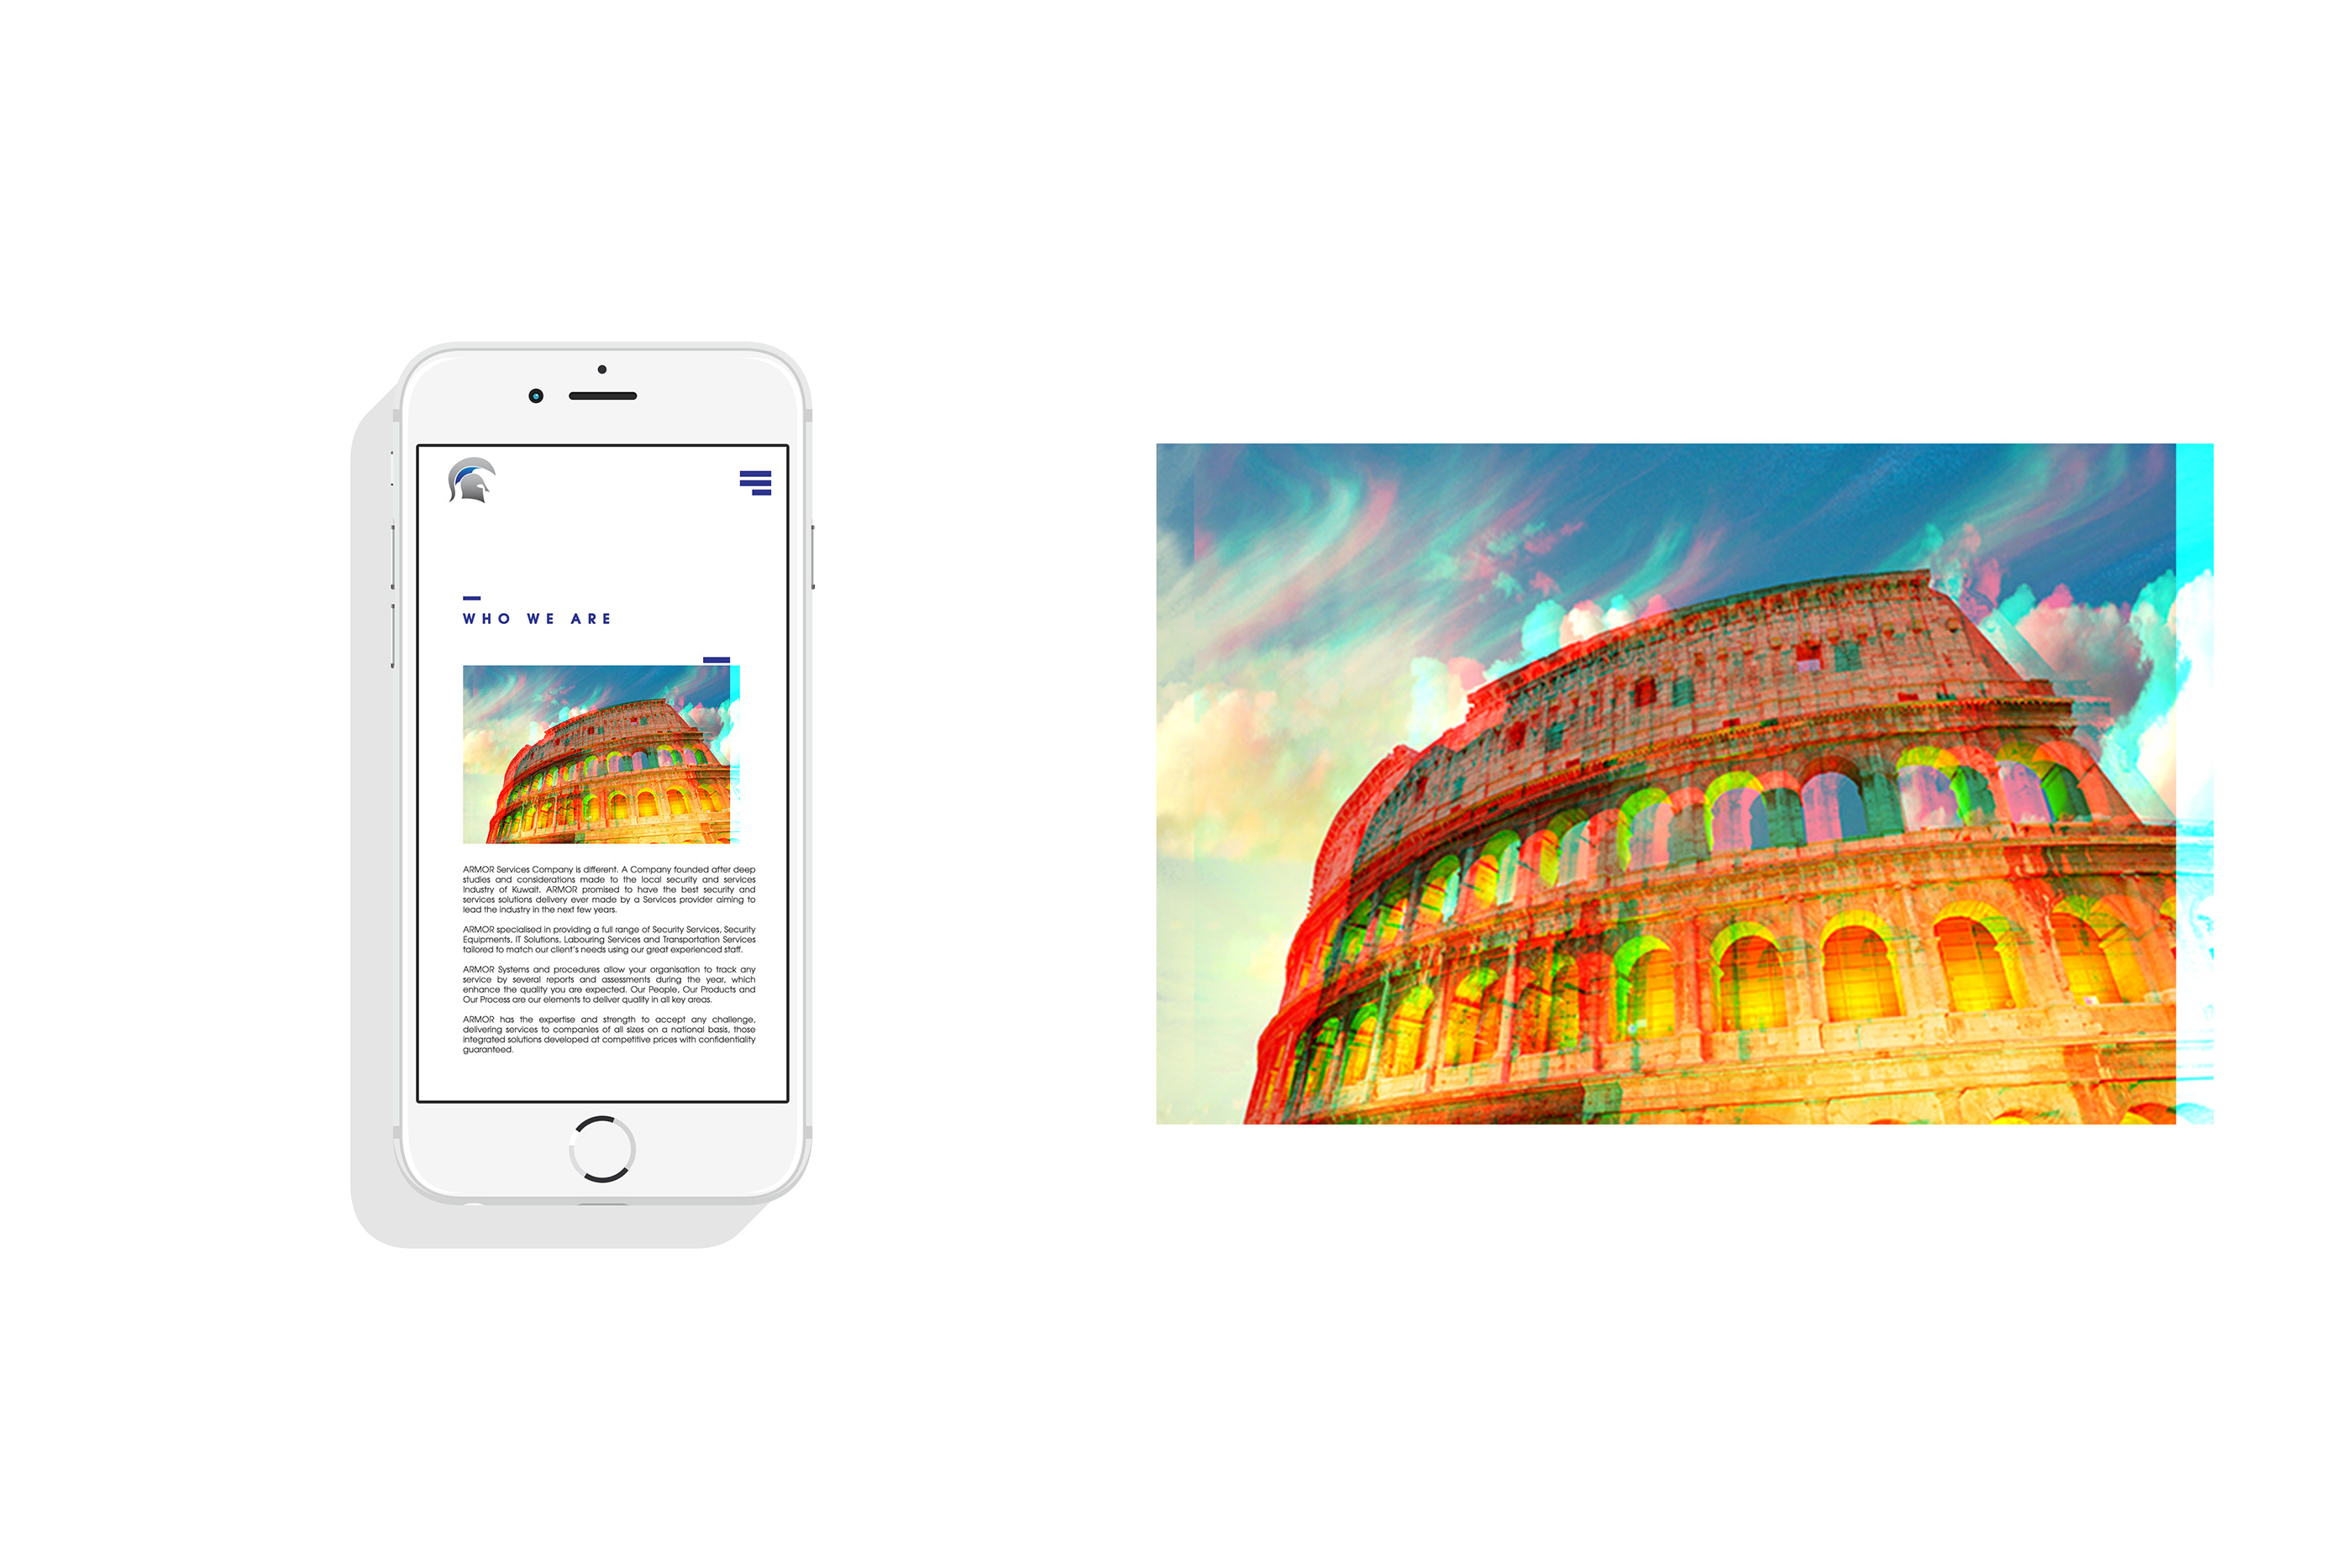 WHO WE ARE
ARMOR Services Company is different. A Company founded after deep
studies and considerations made to the local security and services
Industry of Kuwait. ARMOR promised to have the best security and
services solutions delivery ever made by a Services provider aiming to
lead the industry in the next few years.
ARMOR specialised in providing a full range of Security Services, Security
Equipments, IT Solutions, Labouring Services and Transportation Services
tailored to match our client's needs using our great experienced staff.
ARMOR Systems and procedures allow your organisation to track any
service by several reports and assessments during the year, which
enhance the quality you are expected. Our People, Our Products and
Our Process are our elements to deliver quality in all key areas.
ARMOR has the expertise and strength to accept any challenge,
delivering services to companies of all sizes on a national basis, those
integrated solutions developed at competitive prices with confidentiality
guaranteed.